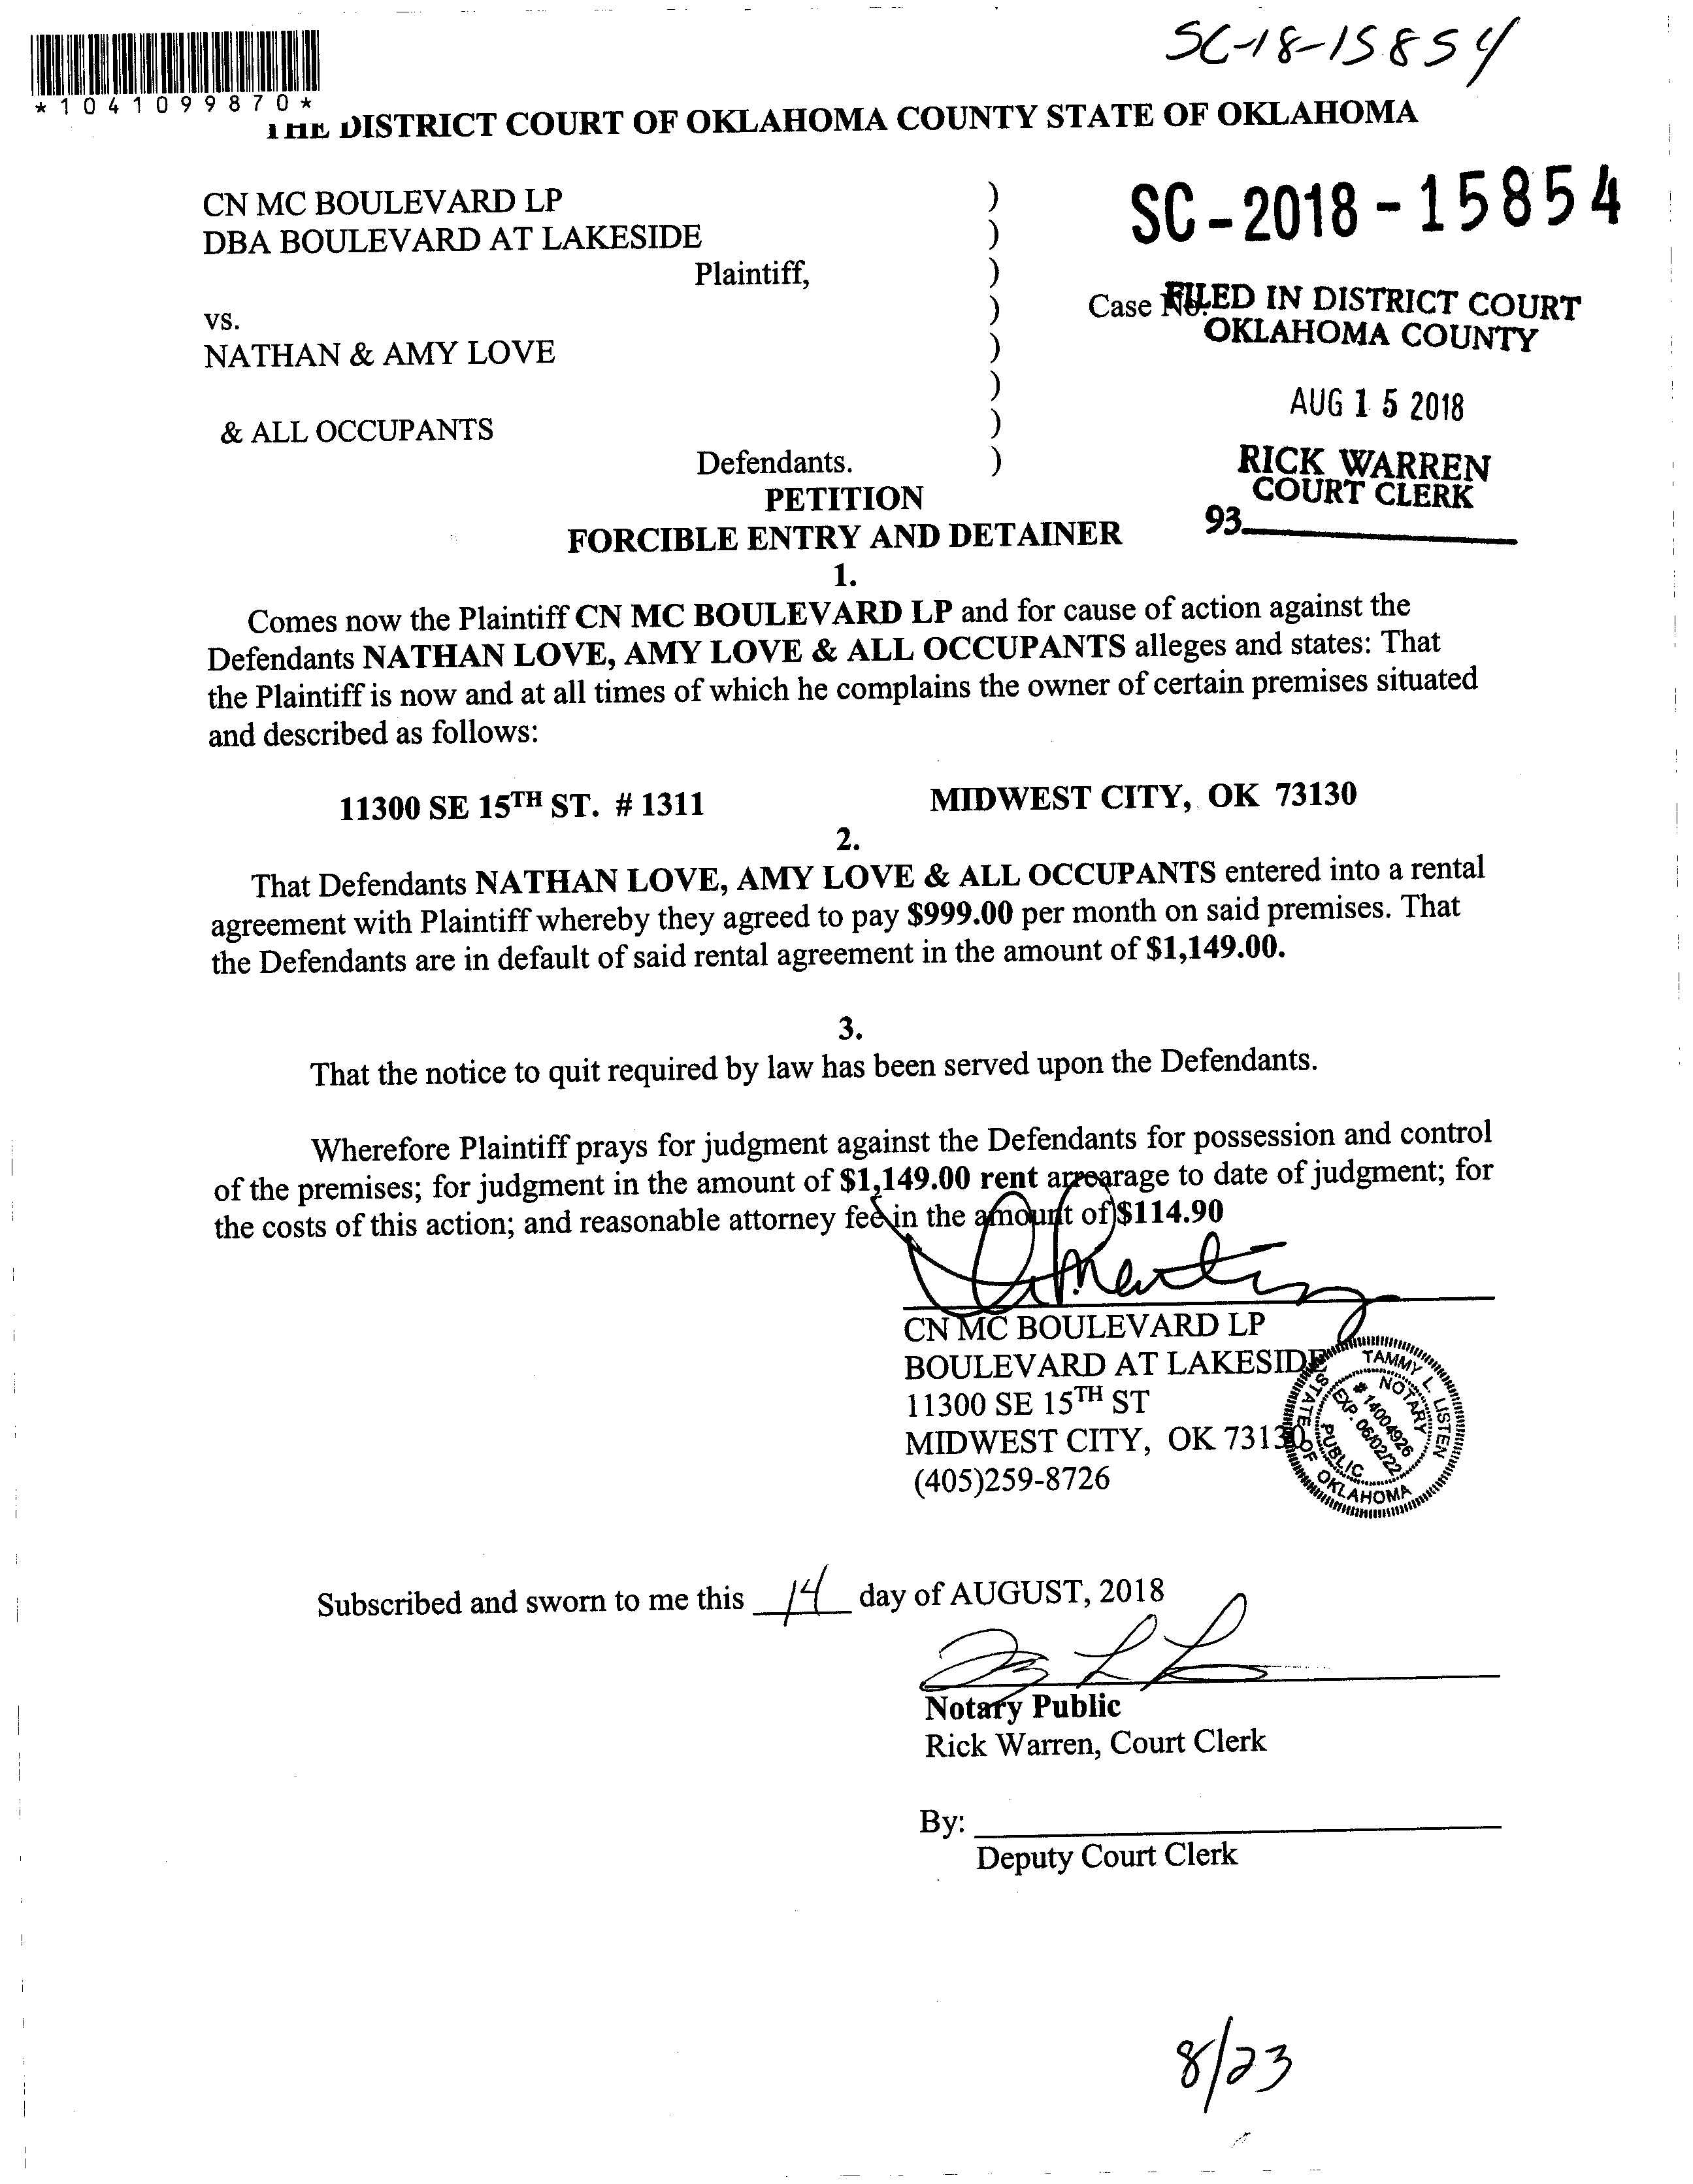 SC-18-15854
*1041099870*
THE DISTRICT COURT OF OKLAHOMA COUNTY STATE OF OKLAHOMA
CN MC BOULEVARD LP )
DBA BOULEVARD AT LAKESIDE )
Plaintiff, )
SC-2018-15854
vs. )
Case No.
FILED IN DISTRICT COURT
OKLAHOMA COUNTY
NATHAN & AMY LOVE )
)
AUG 15 2018
& ALL OCCUPANTS )
Defendants. )
RICK WARREN
COURT CLERK
93
PETITION
FORCIBLE ENTRY AND DETAINER
1.
Comes now the Plaintiff CN MC BOULEVARD LP and for cause of action against the
Defendants NATHAN LOVE, AMY LOVE & ALL OCCUPANTS alleges and states: That
the Plaintiff is now and at all times of which he complains the owner of certain premises situated
and described as follows:
11300 SE 15TH ST. # 1311 MIDWEST CITY, OK 73130
2.
That Defendants NATHAN LOVE, AMY LOVE & ALL OCCUPANTS entered into a rental
agreement with Plaintiff whereby they agreed to pay $999.00 per month on said premises. That
the Defendants are in default of said rental agreement in the amount of $1,149.00.
3.
That the notice to quit required by law has been served upon the Defendants.
Wherefore Plaintiff prays for judgment against the Defendants for possession and control
of the premises; for judgment in the amount of $1,149.00 rent arrearage to date of judgment; for
the costs of this action; and reasonable attorney fee in the amount of $114.90
CN MC BOULEVARD LP
BOULEVARD AT LAKESIDE
11300 SE 15TH ST
MIDWEST CITY, OK 73130
(405)259-8726
TAMMY L. LISTEN
NOTARY
# 14004926
EXP. 06/02/22
PUBLIC
STATE OF OKLAHOMA
Subscribed and sworn to me this 14 day of AUGUST, 2018
Notary Public
Rick Warren, Court Clerk
By:
Deputy Court Clerk
8/23